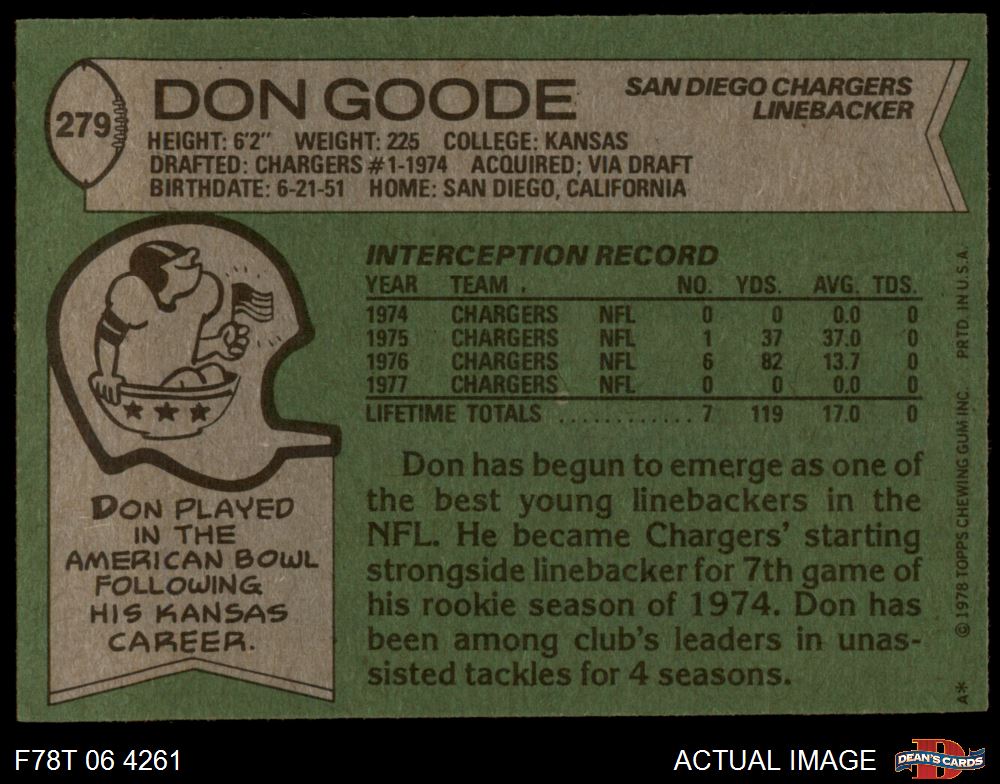 279
DON GOODE
SAN DIEGO CHARGERS
LINEBACKER
HEIGHT: 6'2" WEIGHT: 225 COLLEGE: KANSAS
DRAFTED: CHARGERS #1-1974 ACQUIRED: VIA DRAFT
BIRTHDATE: 6-21-51 HOME: SAN DIEGO, CALIFORNIA
INTERCEPTION RECORD
YEAR TEAM NO. YDS. AVG. TDS.
1974 CHARGERS NFL 0 0 0.0 0
1975 CHARGERS NFL 1 37 37.0 0
1976 CHARGERS NFL 6 82 13.7 0
1977 CHARGERS NFL 0 0 0.0 0
LIFETIME TOTALS ............ 7 119 17.0 0
DON PLAYED
IN THE
AMERICAN BOWL
FOLLOWING
HIS KANSAS
CAREER.
Don has begun to emerge as one of
the best young linebackers in the
NFL. He became Chargers' starting
strongside linebacker for 7th game of
his rookie season of 1974. Don has
been among club's leaders in unas-
sisted tackles for 4 seasons.
A* © 1978 TOPPS CHEWING GUM INC. PRTD. IN U.S.A.
F78T 06 4261
ACTUAL IMAGE
DEAN'S CARDS